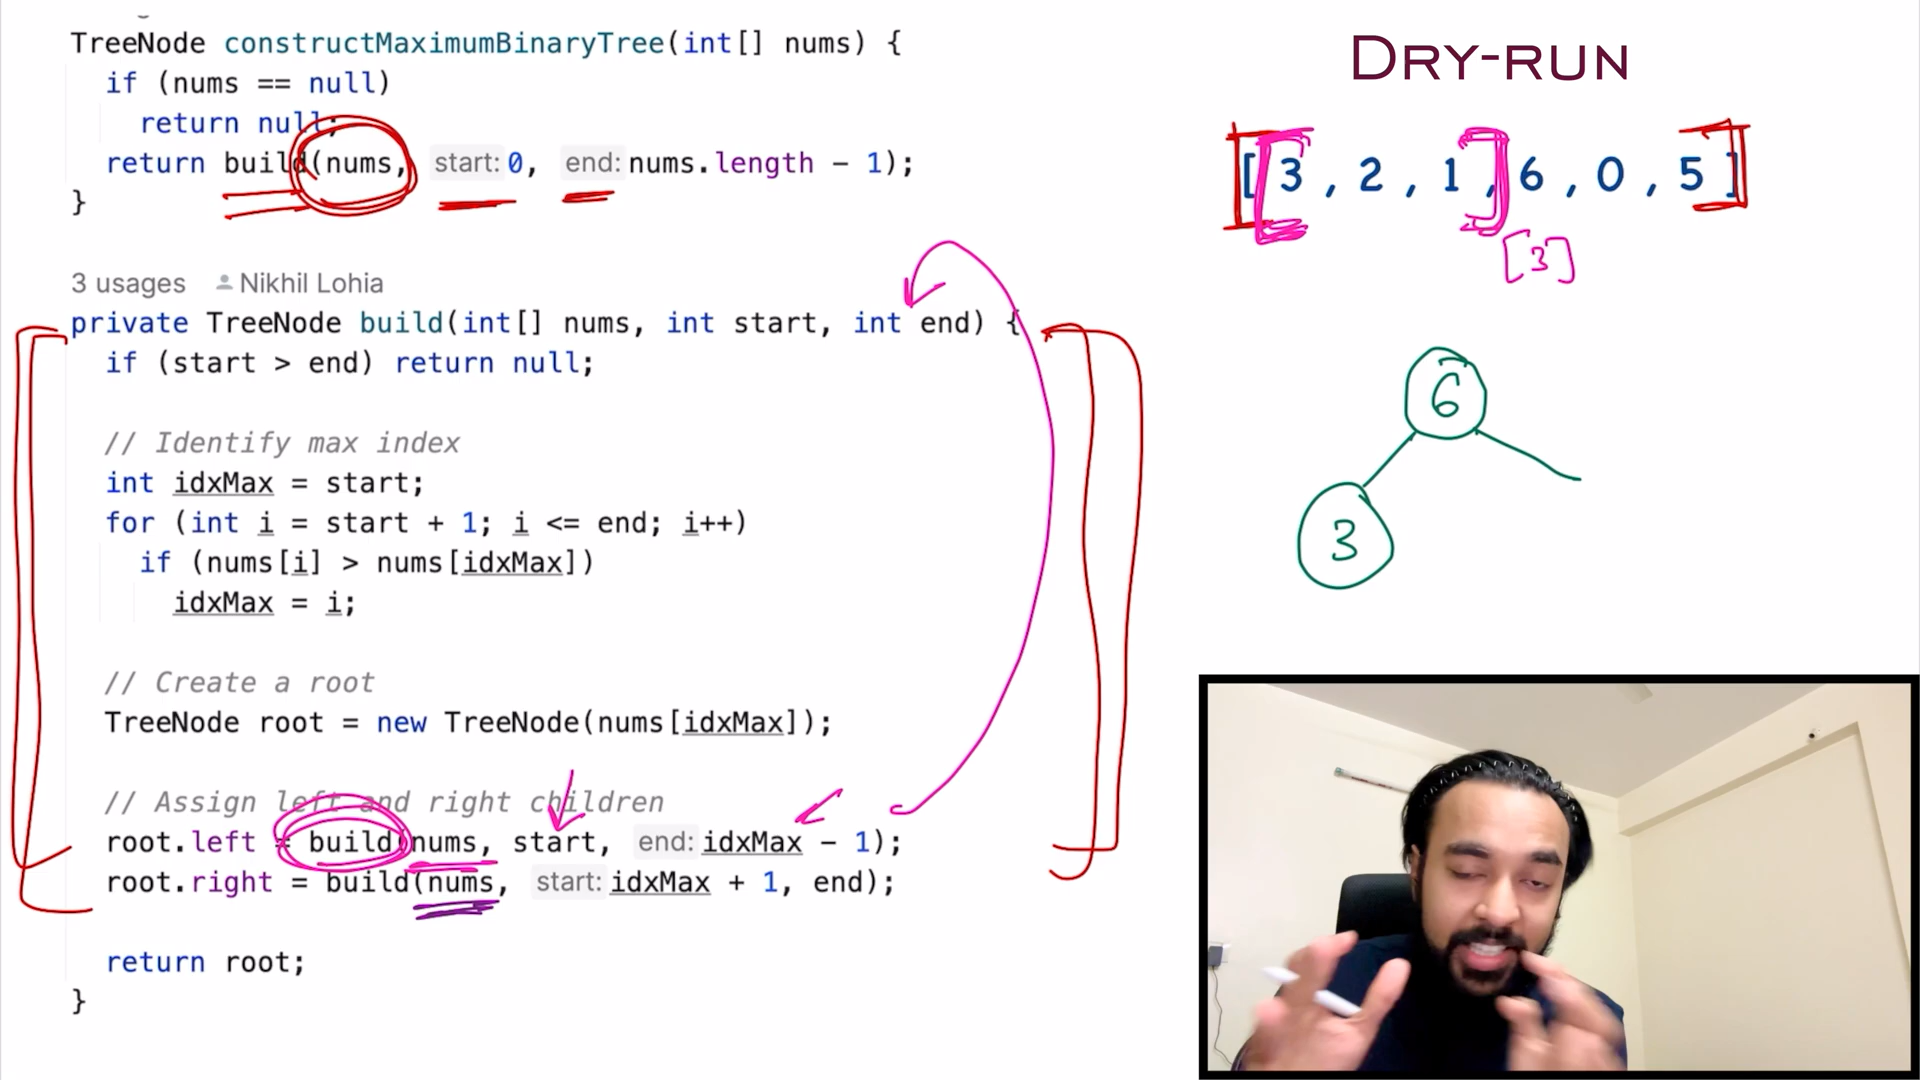 TreeNode constructMaximumBinaryTree(int[] nums) {
if (nums == null)
return null;
return build(nums, start: 0, end: nums.length - 1);
}
3 usages Nikhil Lohia
private TreeNode build(int[] nums, int start, int end) {
if (start > end) return null;
// Identify max index
int idxMax = start;
for (int i = start + 1; i <= end; i++)
if (nums[i] > nums[idxMax])
idxMax = i;
// Create a root
TreeNode root = new TreeNode(nums[idxMax]);
// Assign left and right children
root.left = build(nums, start, end: idxMax - 1);
root.right = build(nums, start: idxMax + 1, end);
return root;
}
DRY-RUN
[ 3 , 2 , 1 , 6 , 0 , 5 ]
[3]
6
3